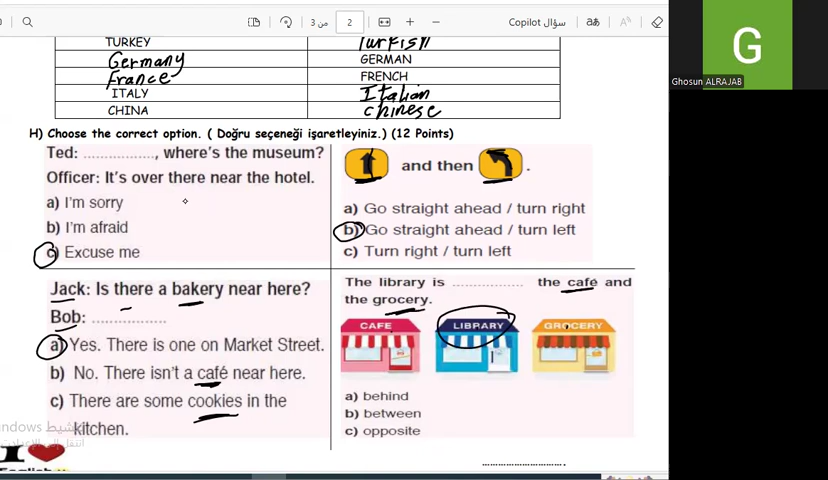 2
من 3
سؤال Copilot
TURKEY Turkish
Germany GERMAN
France FRENCH
ITALY Italian
CHINA chinese
H) Choose the correct option. ( Doğru seçeneği işaretleyiniz.) (12 Points)
Ted: ................., where's the museum?
Officer: It's over there near the hotel.
a) I'm sorry
b) I'm afraid
c) Excuse me
and then .
a) Go straight ahead / turn right
b) Go straight ahead / turn left
c) Turn right / turn left
Jack: Is there a bakery near here?
Bob: ..................
a) Yes. There is one on Market Street.
b) No. There isn't a café near here.
c) There are some cookies in the
kitchen.
The library is .................... the café and
the grocery.
CAFE LIBRARY GROCERY
a) behind
b) between
c) opposite
I
..............................
G
Ghosun ALRAJAB